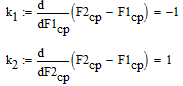 k₁ := d/dF1cp (F2cp − F1cp) = −1
k₂ := d/dF2cp (F2cp − F1cp) = 1